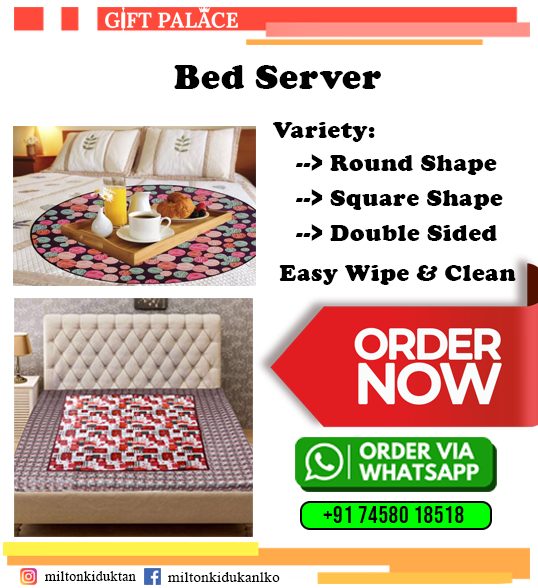 GIFT PALACE
Bed Server
Variety:
--> Round Shape
--> Square Shape
--> Double Sided
Easy Wipe & Clean
ORDER
NOW
ORDER VIA
WHATSAPP
+91 74580 18518
miltonkiduktan
miltonkidukanlko